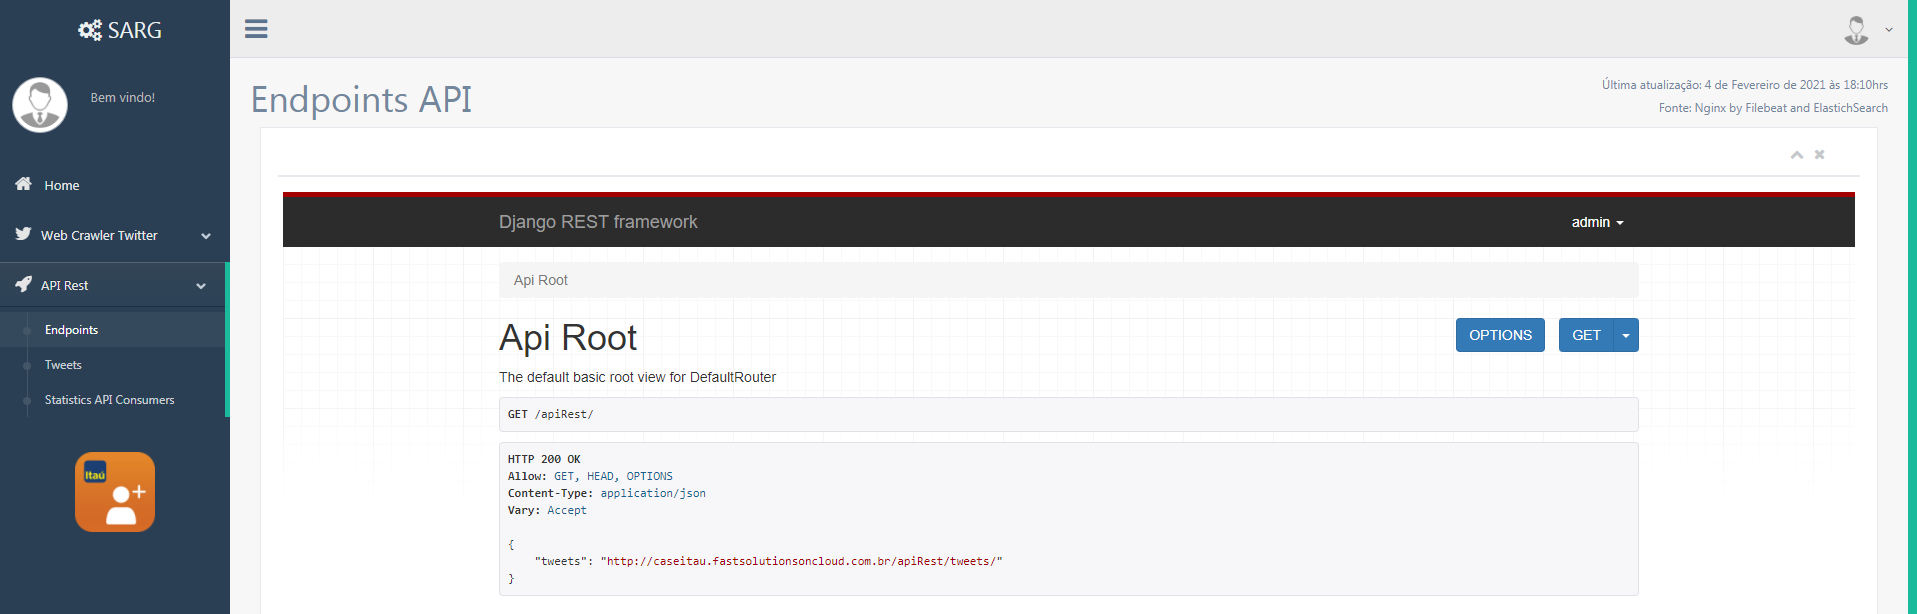 SARG
Bem vindo!
Home
Web Crawler Twitter
API Rest
Endpoints
Tweets
Statistics API Consumers
Itaú
Endpoints API
Última atualização: 4 de Fevereiro de 2021 às 18:10hrs
Fonte: Nginx by Filebeat and ElastichSearch
Django REST framework
admin
Api Root
Api Root
OPTIONS
GET
The default basic root view for DefaultRouter
GET /apiRest/
HTTP 200 OK
Allow: GET, HEAD, OPTIONS
Content-Type: application/json
Vary: Accept
{
"tweets": "http://caseitau.fastsolutionsoncloud.com.br/apiRest/tweets/"
}